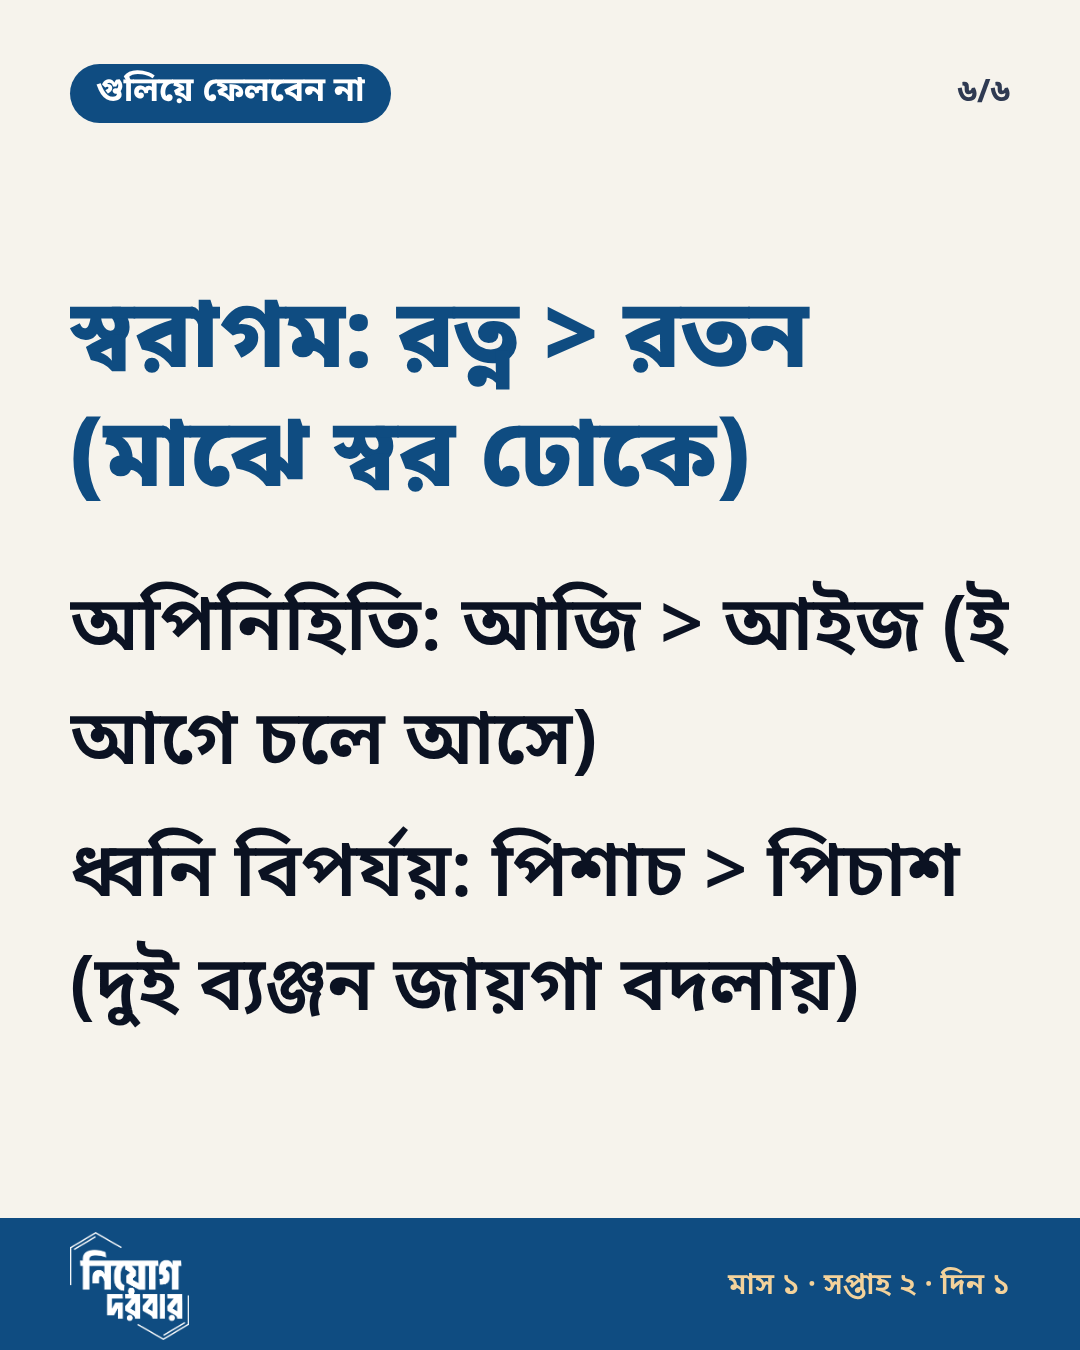 গুলিয়ে ফেলবেন না
৬/৬
স্বরাগম: রত্ন > রতন
(মাঝে স্বর ঢোকে)
অপিনিহিতি: আজি > আইজ (ই
আগে চলে আসে)
ধ্বনি বিপর্যয়: পিশাচ > পিচাশ
(দুই ব্যঞ্জন জায়গা বদলায়)
নিয়োগ
দরবার
মাস ১ · সপ্তাহ ২ · দিন ১